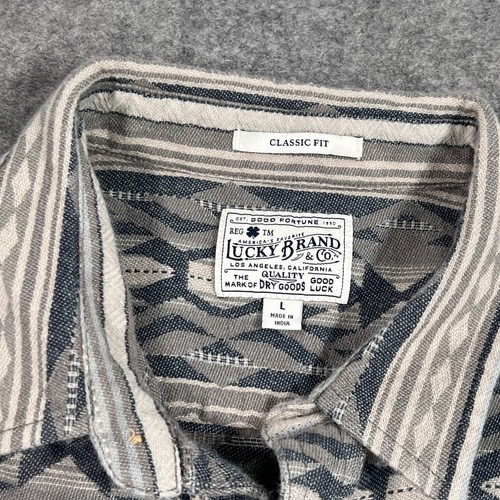 CLASSIC FIT
EST. GOOD FORTUNE 1990
REG TM
AMERICA'S FAVORITE
LUCKY BRAND
& CO.
LOS ANGELES, CALIFORNIA
QUALITY
THE GOOD
MARK OF DRY GOODS LUCK
L
MADE IN
INDIA